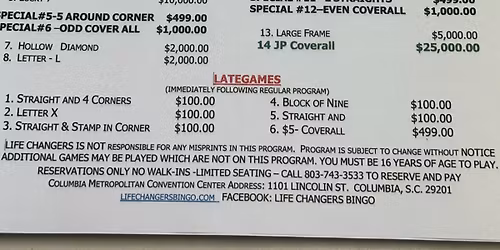 SPECIAL #12–EVEN COVERALL $1,000.00
PECIAL#5-5 AROUND CORNER $499.00
PECIAL#6 –ODD COVER ALL $1,000.00
7. HOLLOW DIAMOND $2,000.00
8. LETTER - L $2,000.00
13. LARGE FRAME $5,000.00
14 JP Coverall $25,000.00
LATEGAMES
(IMMEDIATELY FOLLOWING REGULAR PROGRAM)
1. STRAIGHT AND 4 CORNERS $100.00
2. LETTER X $100.00
3. STRAIGHT & STAMP IN CORNER $100.00
4. BLOCK OF NINE $100.00
5. STRAIGHT AND $100.00
6. $5- COVERALL $499.00
LIFE CHANGERS IS NOT RESPONSIBLE FOR ANY MISPRINTS IN THIS PROGRAM. PROGRAM IS SUBJECT TO CHANGE WITHOUT NOTICE
ADDITIONAL GAMES MAY BE PLAYED WHICH ARE NOT ON THIS PROGRAM. YOU MUST BE 16 YEARS OF AGE TO PLAY.
RESERVATIONS ONLY NO WALK-INS -LIMITED SEATING – CALL 803-743-3533 TO RESERVE AND PAY
COLUMBIA METROPOLITAN CONVENTION CENTER ADDRESS: 1101 LINCOLN ST. COLUMBIA, S.C. 29201
LIFECHANGERSBINGO.COM FACEBOOK: LIFE CHANGERS BINGO